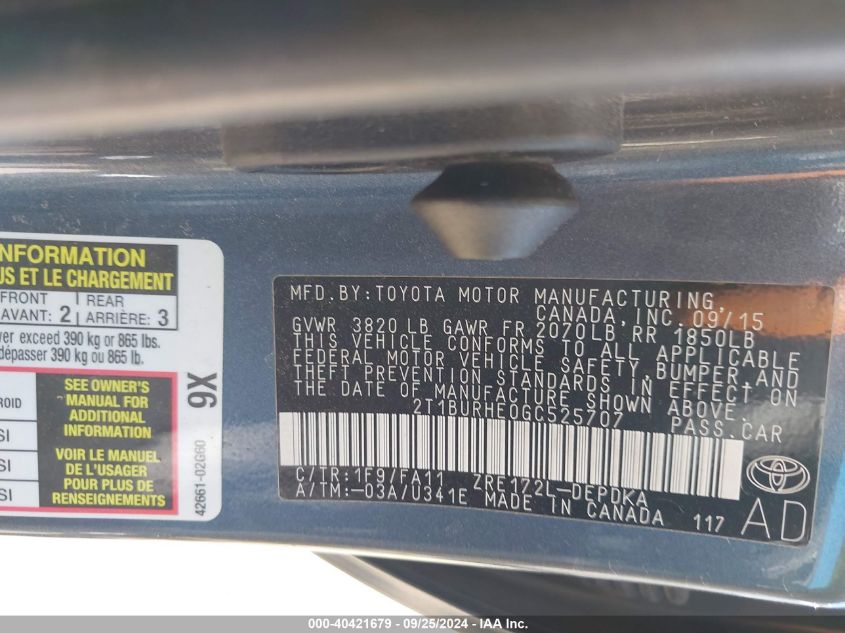 INFORMATION
US ET LE CHARGEMENT
FRONT
AVANT: 2
REAR
ARRIÈRE: 3
ver exceed 390 kg or 865 lbs.
dépasser 390 kg ou 865 lb.
SEE OWNER'S
MANUAL FOR
ADDITIONAL
INFORMATION
VOIR LE MANUEL
DE L'USAGER
POUR PLUS DE
RENSEIGNEMENTS
ROID
SI
SI
SI
9X
42661-02G60
MFD.BY:TOYOTA MOTOR MANUFACTURING,
CANADA, INC. 09/15
GVWR 3820 LB GAWR FR 2070LB RR 1850LB
THIS VEHICLE CONFORMS TO ALL APPLICABLE
FEDERAL MOTOR VEHICLE SAFETY, BUMPER, AND
THEFT PREVENTION STANDARDS IN EFFECT ON
THE DATE OF MANUFACTURE SHOWN ABOVE.
2T1BURHE0GC525707 PASS.CAR
C/TR:1F9/FA11 ZRE172L-DEPDKA
A/TM:-03A/U341E MADE IN CANADA 117
AD
000-40421679 - 09/25/2024 - IAA Inc.